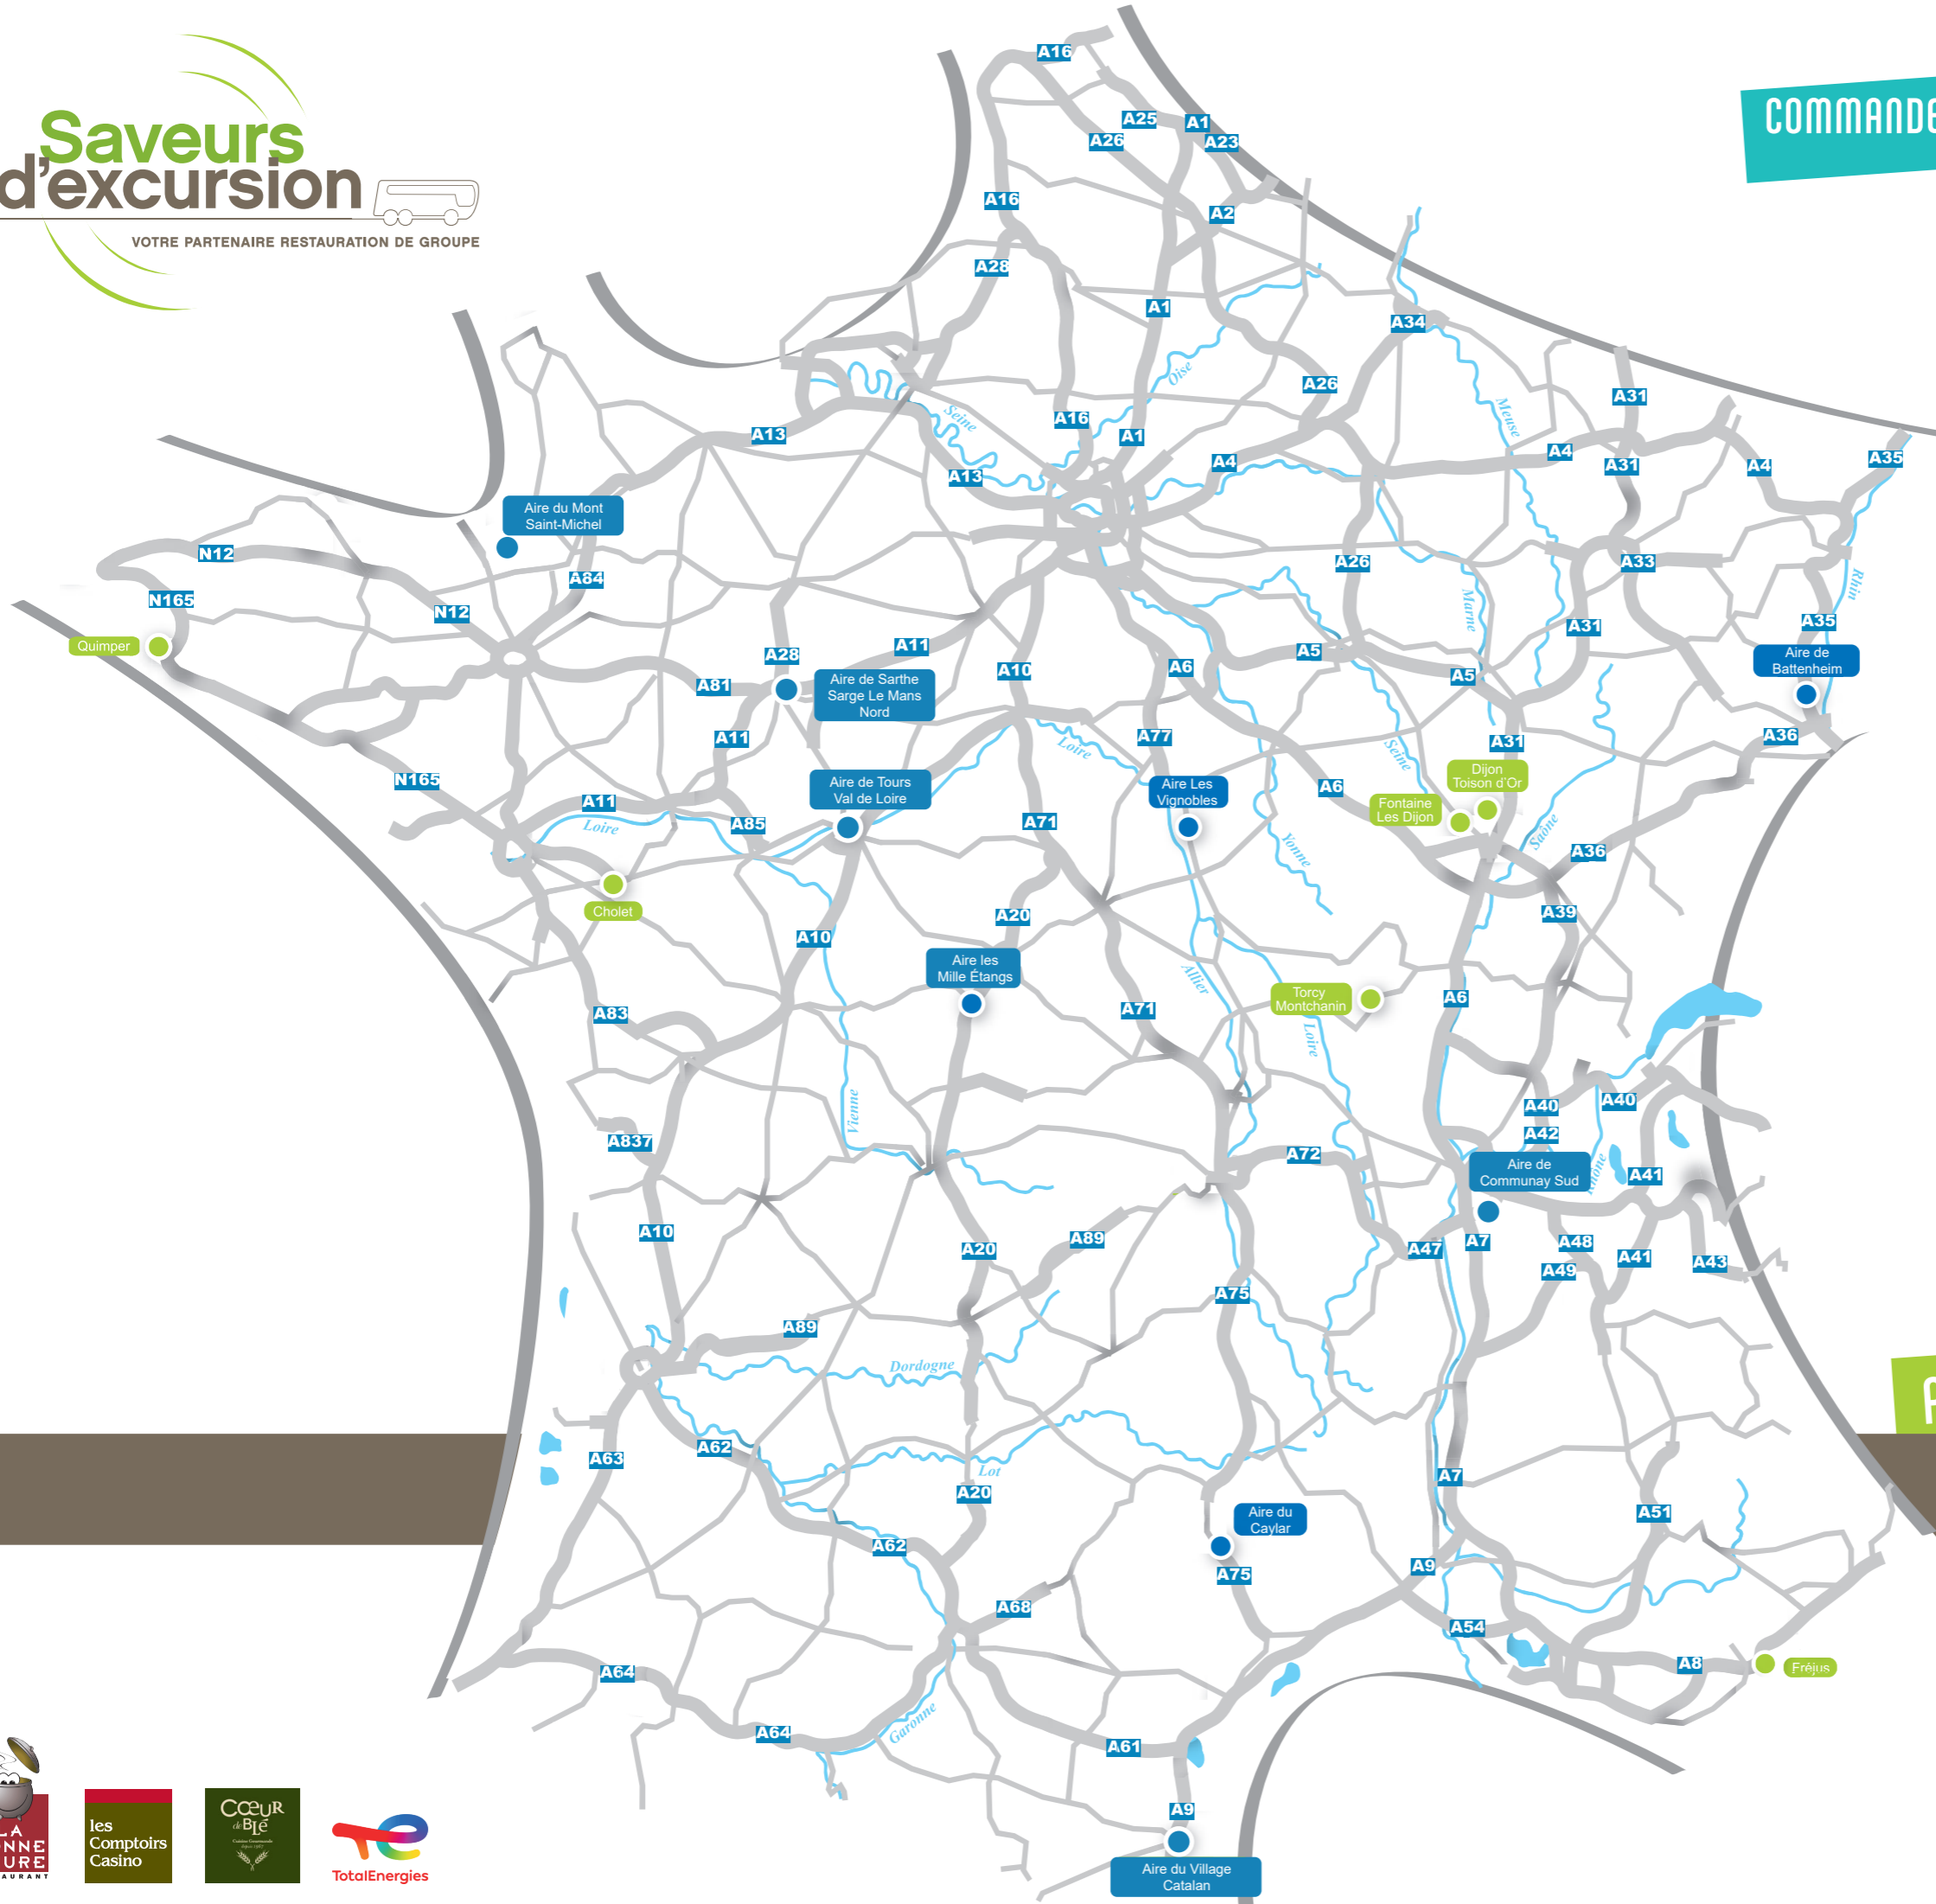 Saveurs
d'excursion
VOTRE PARTENAIRE RESTAURATION DE GROUPE
COMMANDE
A16
A25
A1
A26
A23
A16
A2
A28
A1
A34
Oise
A26
A31
Seine
A16
Meuse
A13
A1
A4
A35
A4
A31
A4
A13
Aire du Mont
Saint-Michel
N12
A84
A26
A33
Rhin
N165
N12
Marne
A35
A31
Quimper
A11
A28
A5
Aire de
Battenheim
A10
A6
A5
A81
Aire de Sarthe
Sarge Le Mans
Nord
A11
Loire
A77
Seine
A31
A36
N165
Aire de Tours
Val de Loire
Aire Les
Vignobles
A6
Dijon
Toison d'Or
Fontaine
Les Dijon
A11
Loire
A85
A71
Yonne
Saône
A36
Cholet
A20
A39
A10
Aire les
Mille Étangs
Allier
Torcy
Montchanin
A6
A83
A71
Loire
Vienne
A40
A40
A837
A42
A72
Aire de
Communay Sud
Rhône
A41
A10
A20
A89
A47
A7
A48
A41
A43
A49
A75
A89
Dordogne
A62
A63
Lot
A7
A20
A51
Aire du
Caylar
A62
A9
A75
A68
A54
A64
A8
Fréjus
Garonne
A64
A61
A9
Aire du Village
Catalan
les
Comptoirs
Casino
CŒUR
de BLé
TotalEnergies